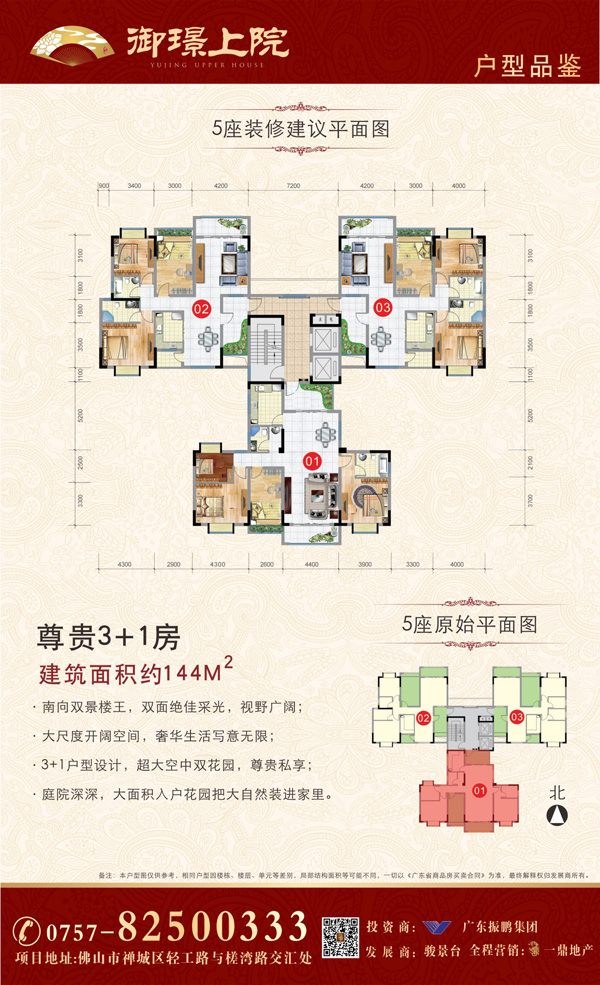 御璟上院
YUJING UPPER HOUSE
户型品鉴
5座装修建议平面图
900 3400 3000 4200 7200 4200 3000 4000
3100 3100
1800 1800
1800 1800
3500 3500
1100 1100
5200 5200
2500 2100
3300 3700
02
03
01
4300 2900 4300 2600 4400 3900 3300 4000
尊贵3+1房
建筑面积约144M²
·南向双景楼王,双面绝佳采光,视野广阔;
·大尺度开阔空间,奢华生活写意无限;
·3+1户型设计,超大空中双花园,尊贵私享;
·庭院深深,大面积入户花园把大自然装进家里。
5座原始平面图
02
03
01
北
备注:本户型图仅供参考,相同户型因楼栋、楼层、单元等差别,局部结构面积等可能不同,一切以《广东省商品房买卖合同》为准,最终解释权归发展商所有。
0757-82500333
项目地址:佛山市禅城区轻工路与槎湾路交汇处
投资商: 广东振鹏集团
发展商: 骏景台 全程营销: 一鼎地产